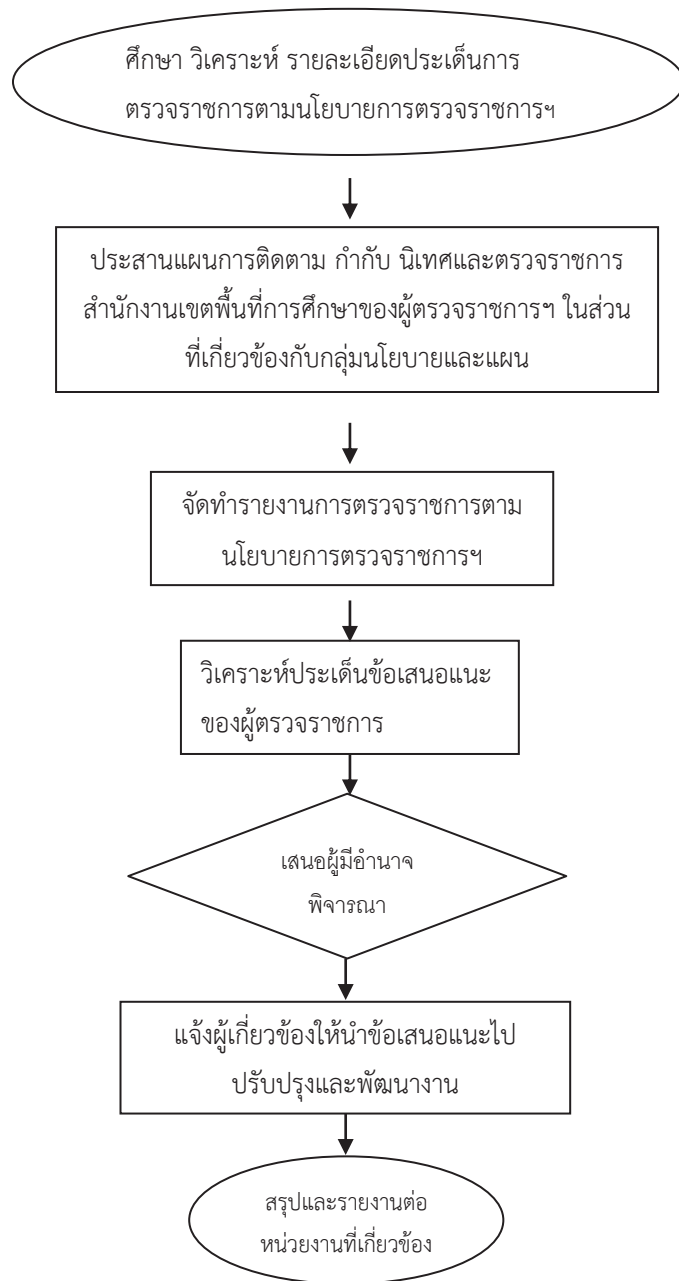 ศึกษา วิเคราะห์ รายละเอียดประเด็นการ
ตรวจราชการตามนโยบายการตรวจราชการฯ
ประสานแผนการติดตาม กำกับ นิเทศและตรวจราชการ
สำนักงานเขตพื้นที่การศึกษาของผู้ตรวจราชการฯ ในส่วน
ที่เกี่ยวข้องกับกลุ่มนโยบายและแผน
จัดทำรายงานการตรวจราชการตาม
นโยบายการตรวจราชการฯ
วิเคราะห์ประเด็นข้อเสนอแนะ
ของผู้ตรวจราชการ
เสนอผู้มีอำนาจ
พิจารณา
แจ้งผู้เกี่ยวข้องให้นำข้อเสนอแนะไป
ปรับปรุงและพัฒนางาน
สรุปและรายงานต่อ
หน่วยงานที่เกี่ยวข้อง